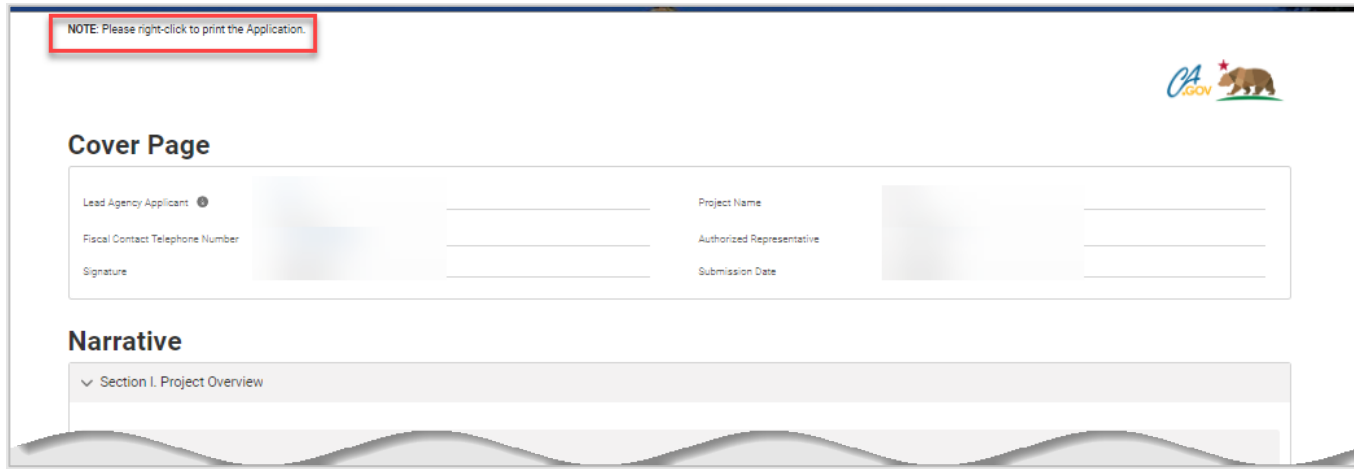 NOTE: Please right-click to print the Application.
CA.GOV
Cover Page
Lead Agency Applicant
Project Name
Fiscal Contact Telephone Number
Authorized Representative
Signature
Submission Date
Narrative
Section I. Project Overview